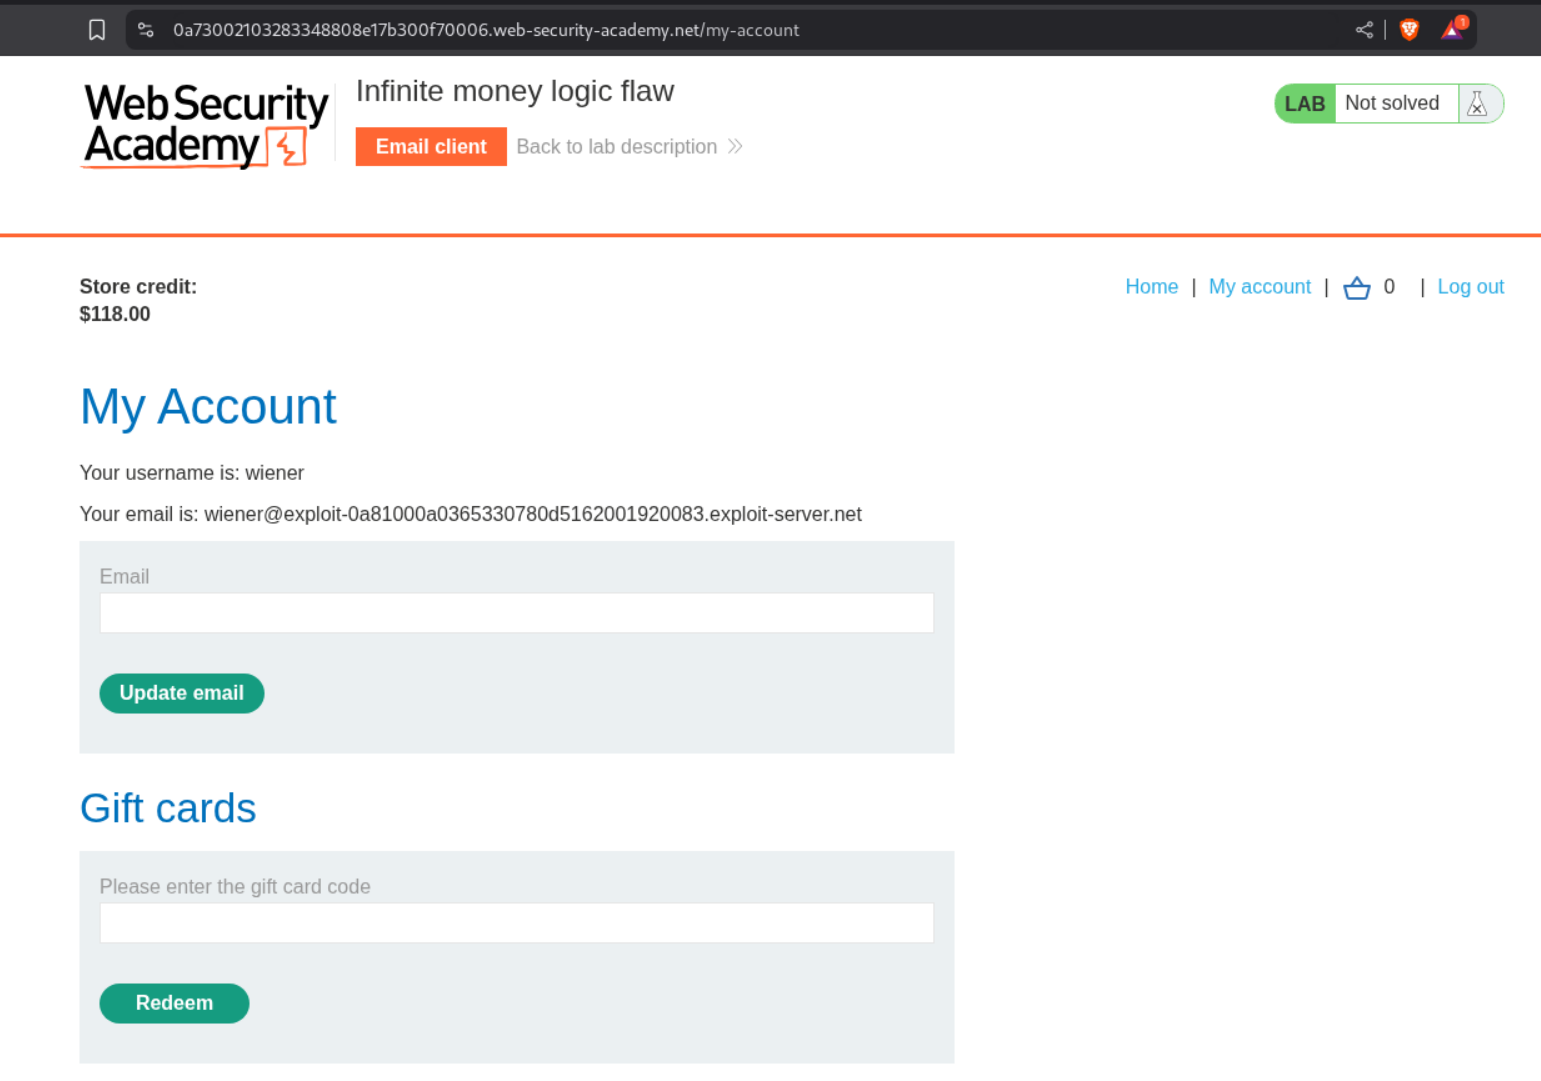 0a73002103283348808e17b300f70006.web-security-academy.net/my-account
1
Web Security
Academy
Infinite money logic flaw
Email client
Back to lab description
LAB
Not solved
Store credit:
$118.00
Home | My account | 0 | Log out
My Account
Your username is: wiener
Your email is: wiener@exploit-0a81000a0365330780d5162001920083.exploit-server.net
Email
Update email
Gift cards
Please enter the gift card code
Redeem